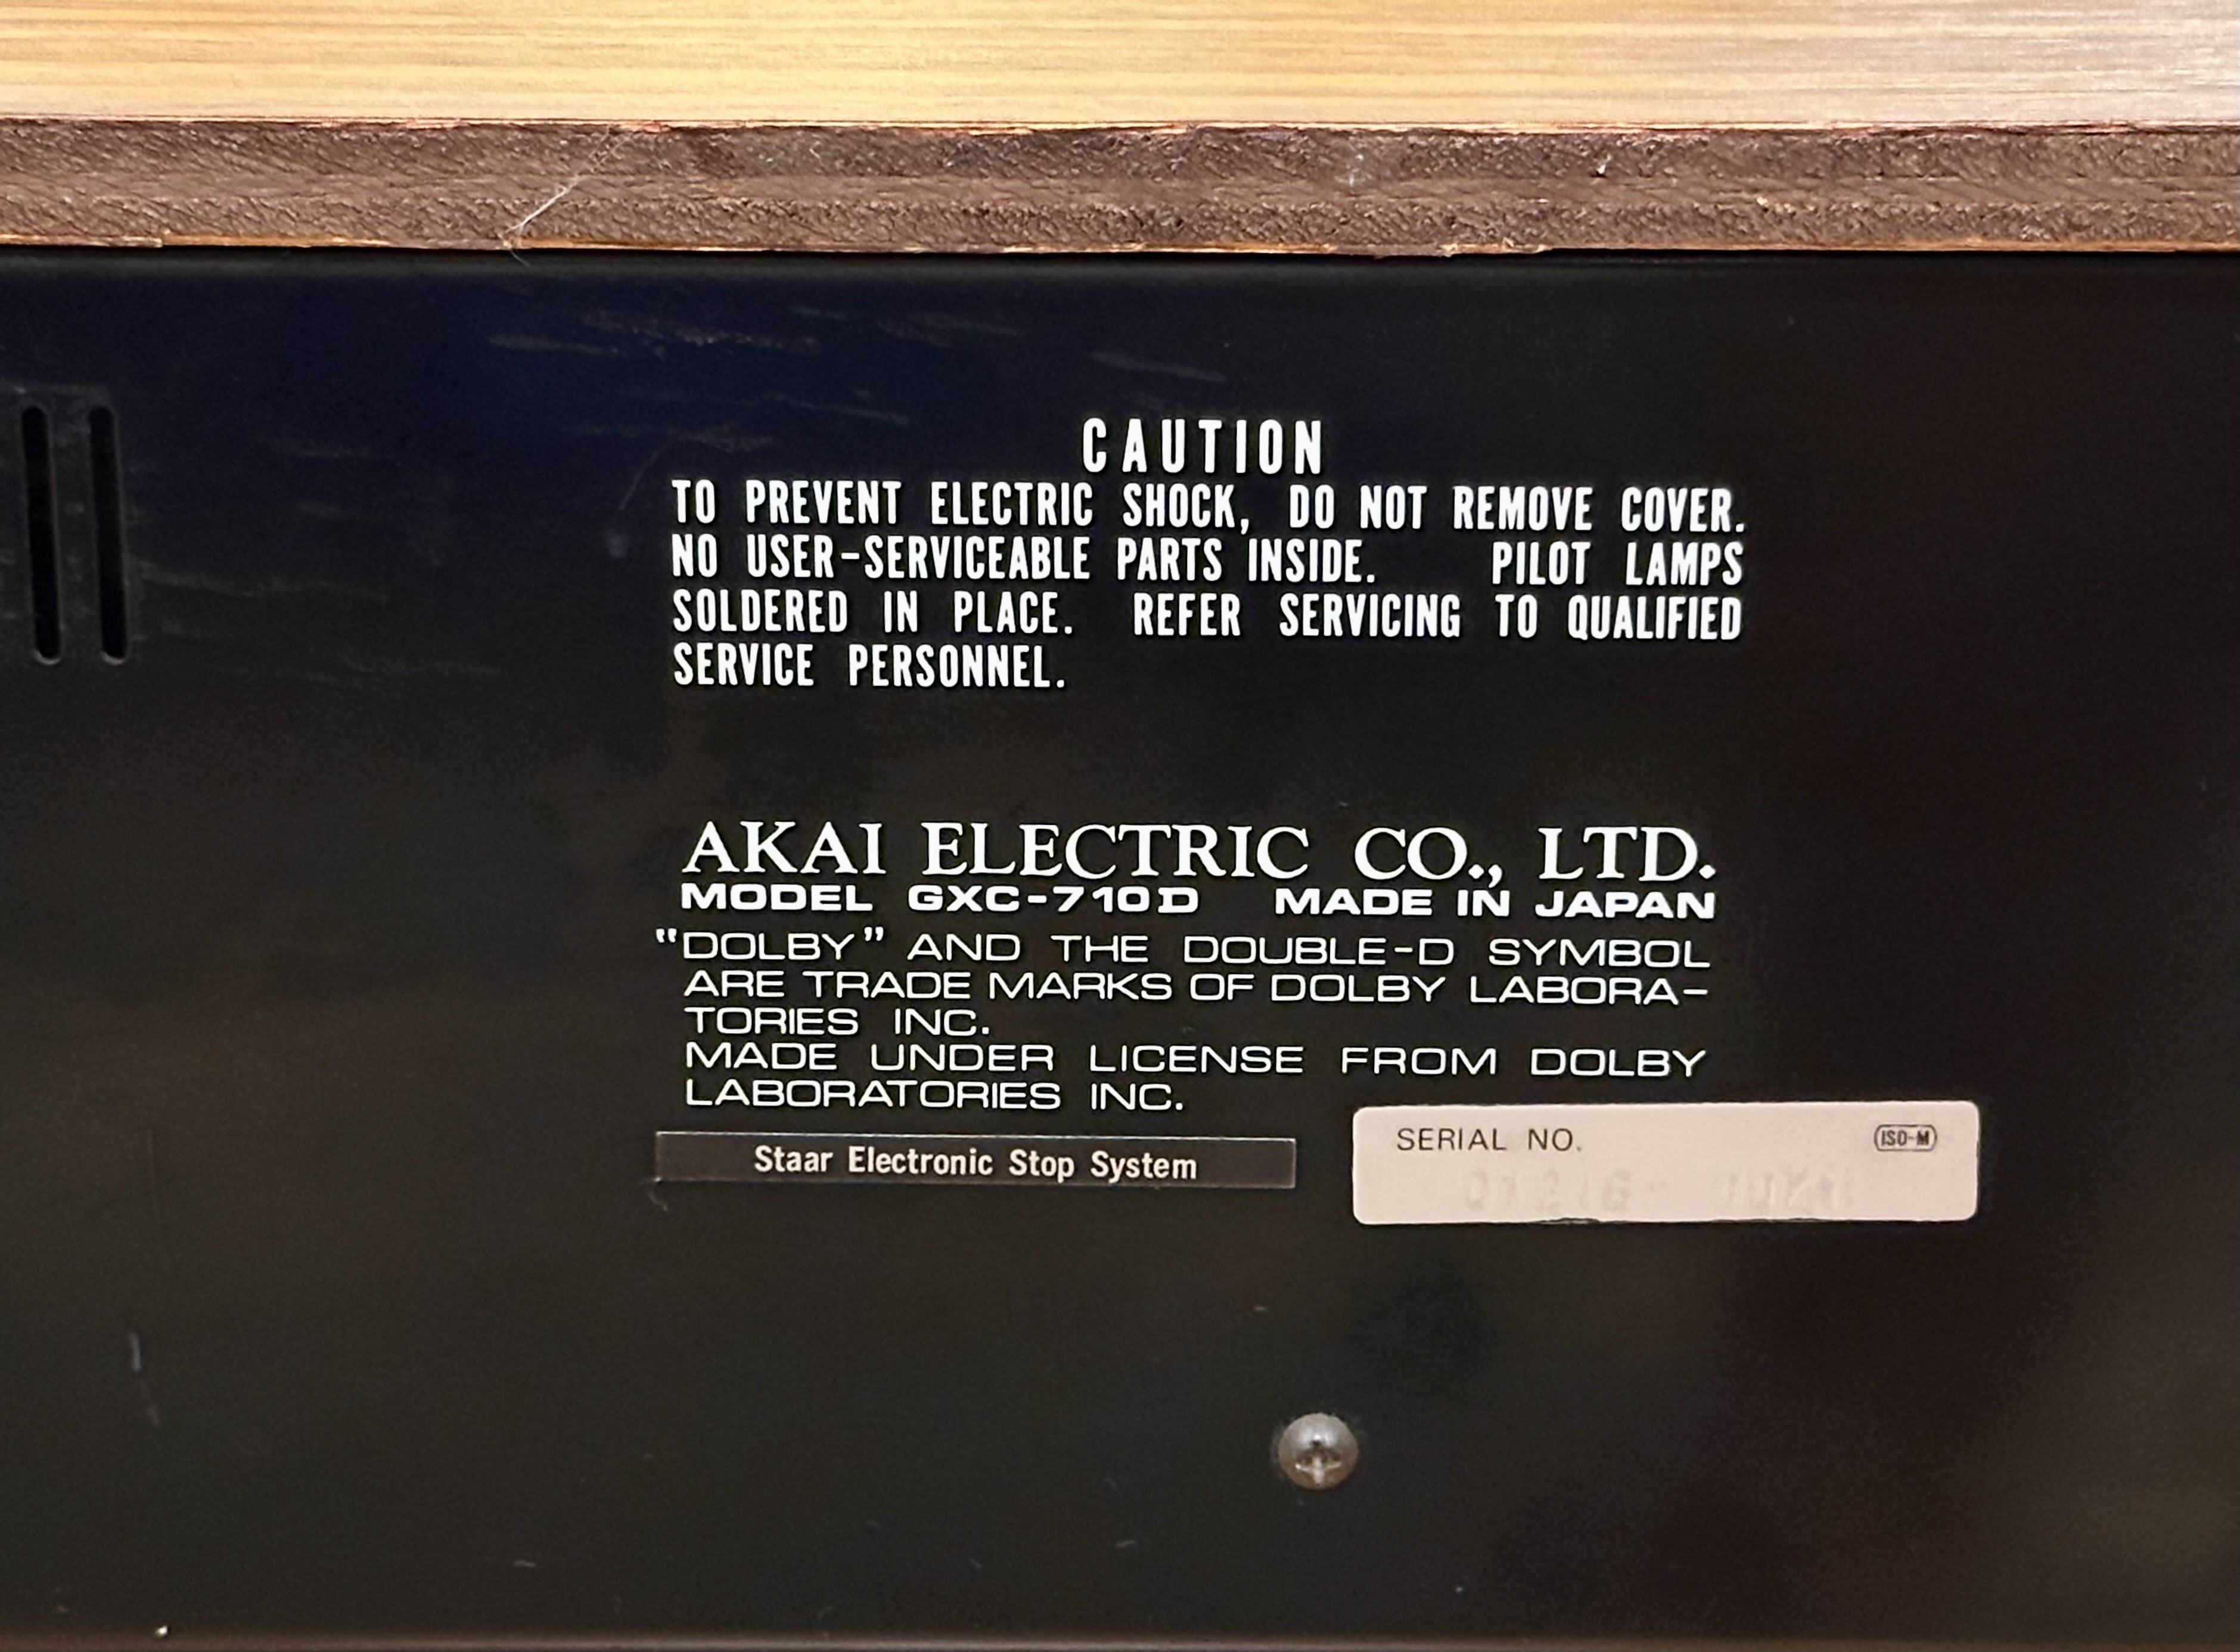 CAUTION
TO PREVENT ELECTRIC SHOCK, DO NOT REMOVE COVER.
NO USER-SERVICEABLE PARTS INSIDE. PILOT LAMPS
SOLDERED IN PLACE. REFER SERVICING TO QUALIFIED
SERVICE PERSONNEL.
AKAI ELECTRIC CO., LTD.
MODEL GXC-710D MADE IN JAPAN
"DOLBY" AND THE DOUBLE-D SYMBOL
ARE TRADE MARKS OF DOLBY LABORA-
TORIES INC.
MADE UNDER LICENSE FROM DOLBY
LABORATORIES INC.
Staar Electronic Stop System
SERIAL NO. ISO-M